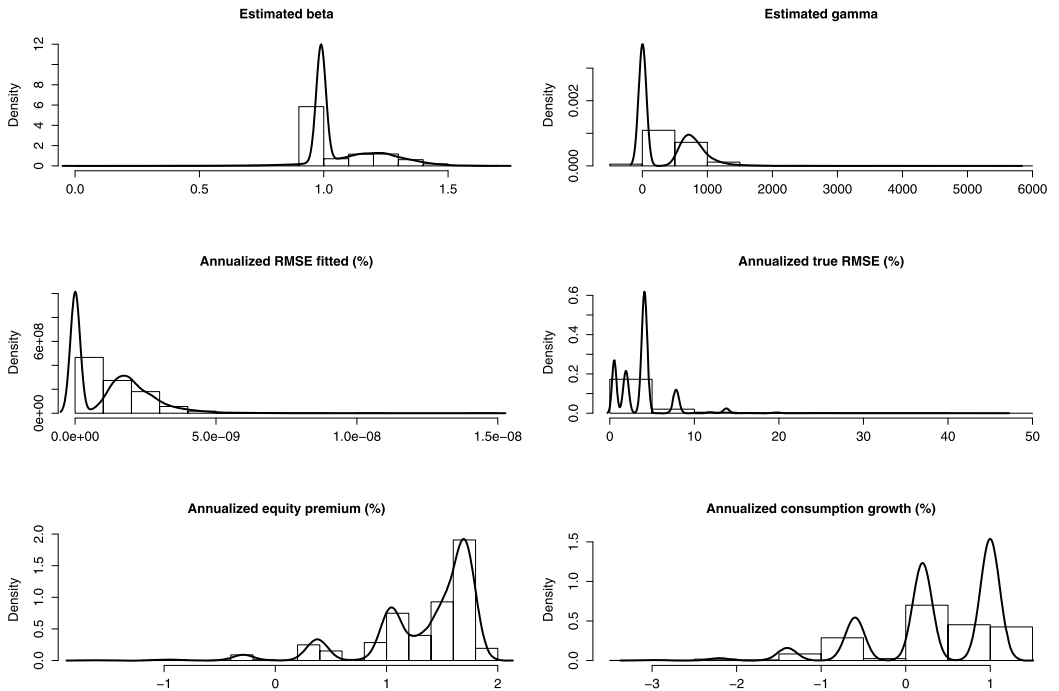 Estimated beta
Density
0 2 4 6 8 12
0.0 0.5 1.0 1.5
Estimated gamma
Density
0.000 0.002
0 1000 2000 3000 4000 5000 6000
Annualized RMSE fitted (%)
Density
0e+00 6e+08
0.0e+00 5.0e-09 1.0e-08 1.5e-08
Annualized true RMSE (%)
Density
0.0 0.2 0.4 0.6
0 10 20 30 40 50
Annualized equity premium (%)
Density
0.0 0.5 1.0 1.5 2.0
−1 0 1 2
Annualized consumption growth (%)
Density
0.0 0.5 1.0 1.5
−3 −2 −1 0 1